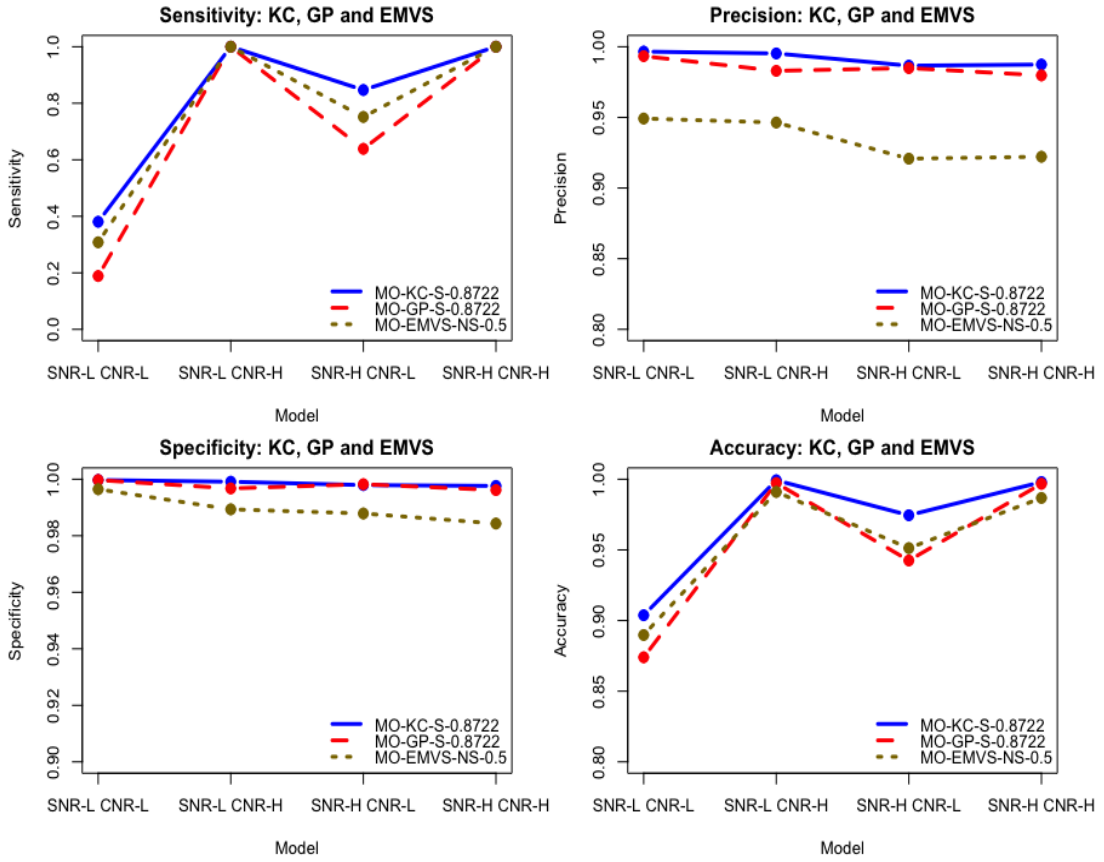 Sensitivity: KC, GP and EMVS
Sensitivity
0.0 0.2 0.4 0.6 0.8 1.0
MO-KC-S-0.8722
MO-GP-S-0.8722
MO-EMVS-NS-0.5
SNR-L CNR-L SNR-L CNR-H SNR-H CNR-L SNR-H CNR-H
Model
Precision: KC, GP and EMVS
Precision
0.80 0.85 0.90 0.95 1.00
MO-KC-S-0.8722
MO-GP-S-0.8722
MO-EMVS-NS-0.5
SNR-L CNR-L SNR-L CNR-H SNR-H CNR-L SNR-H CNR-H
Model
Specificity: KC, GP and EMVS
Specificity
0.90 0.92 0.94 0.96 0.98 1.00
MO-KC-S-0.8722
MO-GP-S-0.8722
MO-EMVS-NS-0.5
SNR-L CNR-L SNR-L CNR-H SNR-H CNR-L SNR-H CNR-H
Model
Accuracy: KC, GP and EMVS
Accuracy
0.80 0.85 0.90 0.95 1.00
MO-KC-S-0.8722
MO-GP-S-0.8722
MO-EMVS-NS-0.5
SNR-L CNR-L SNR-L CNR-H SNR-H CNR-L SNR-H CNR-H
Model